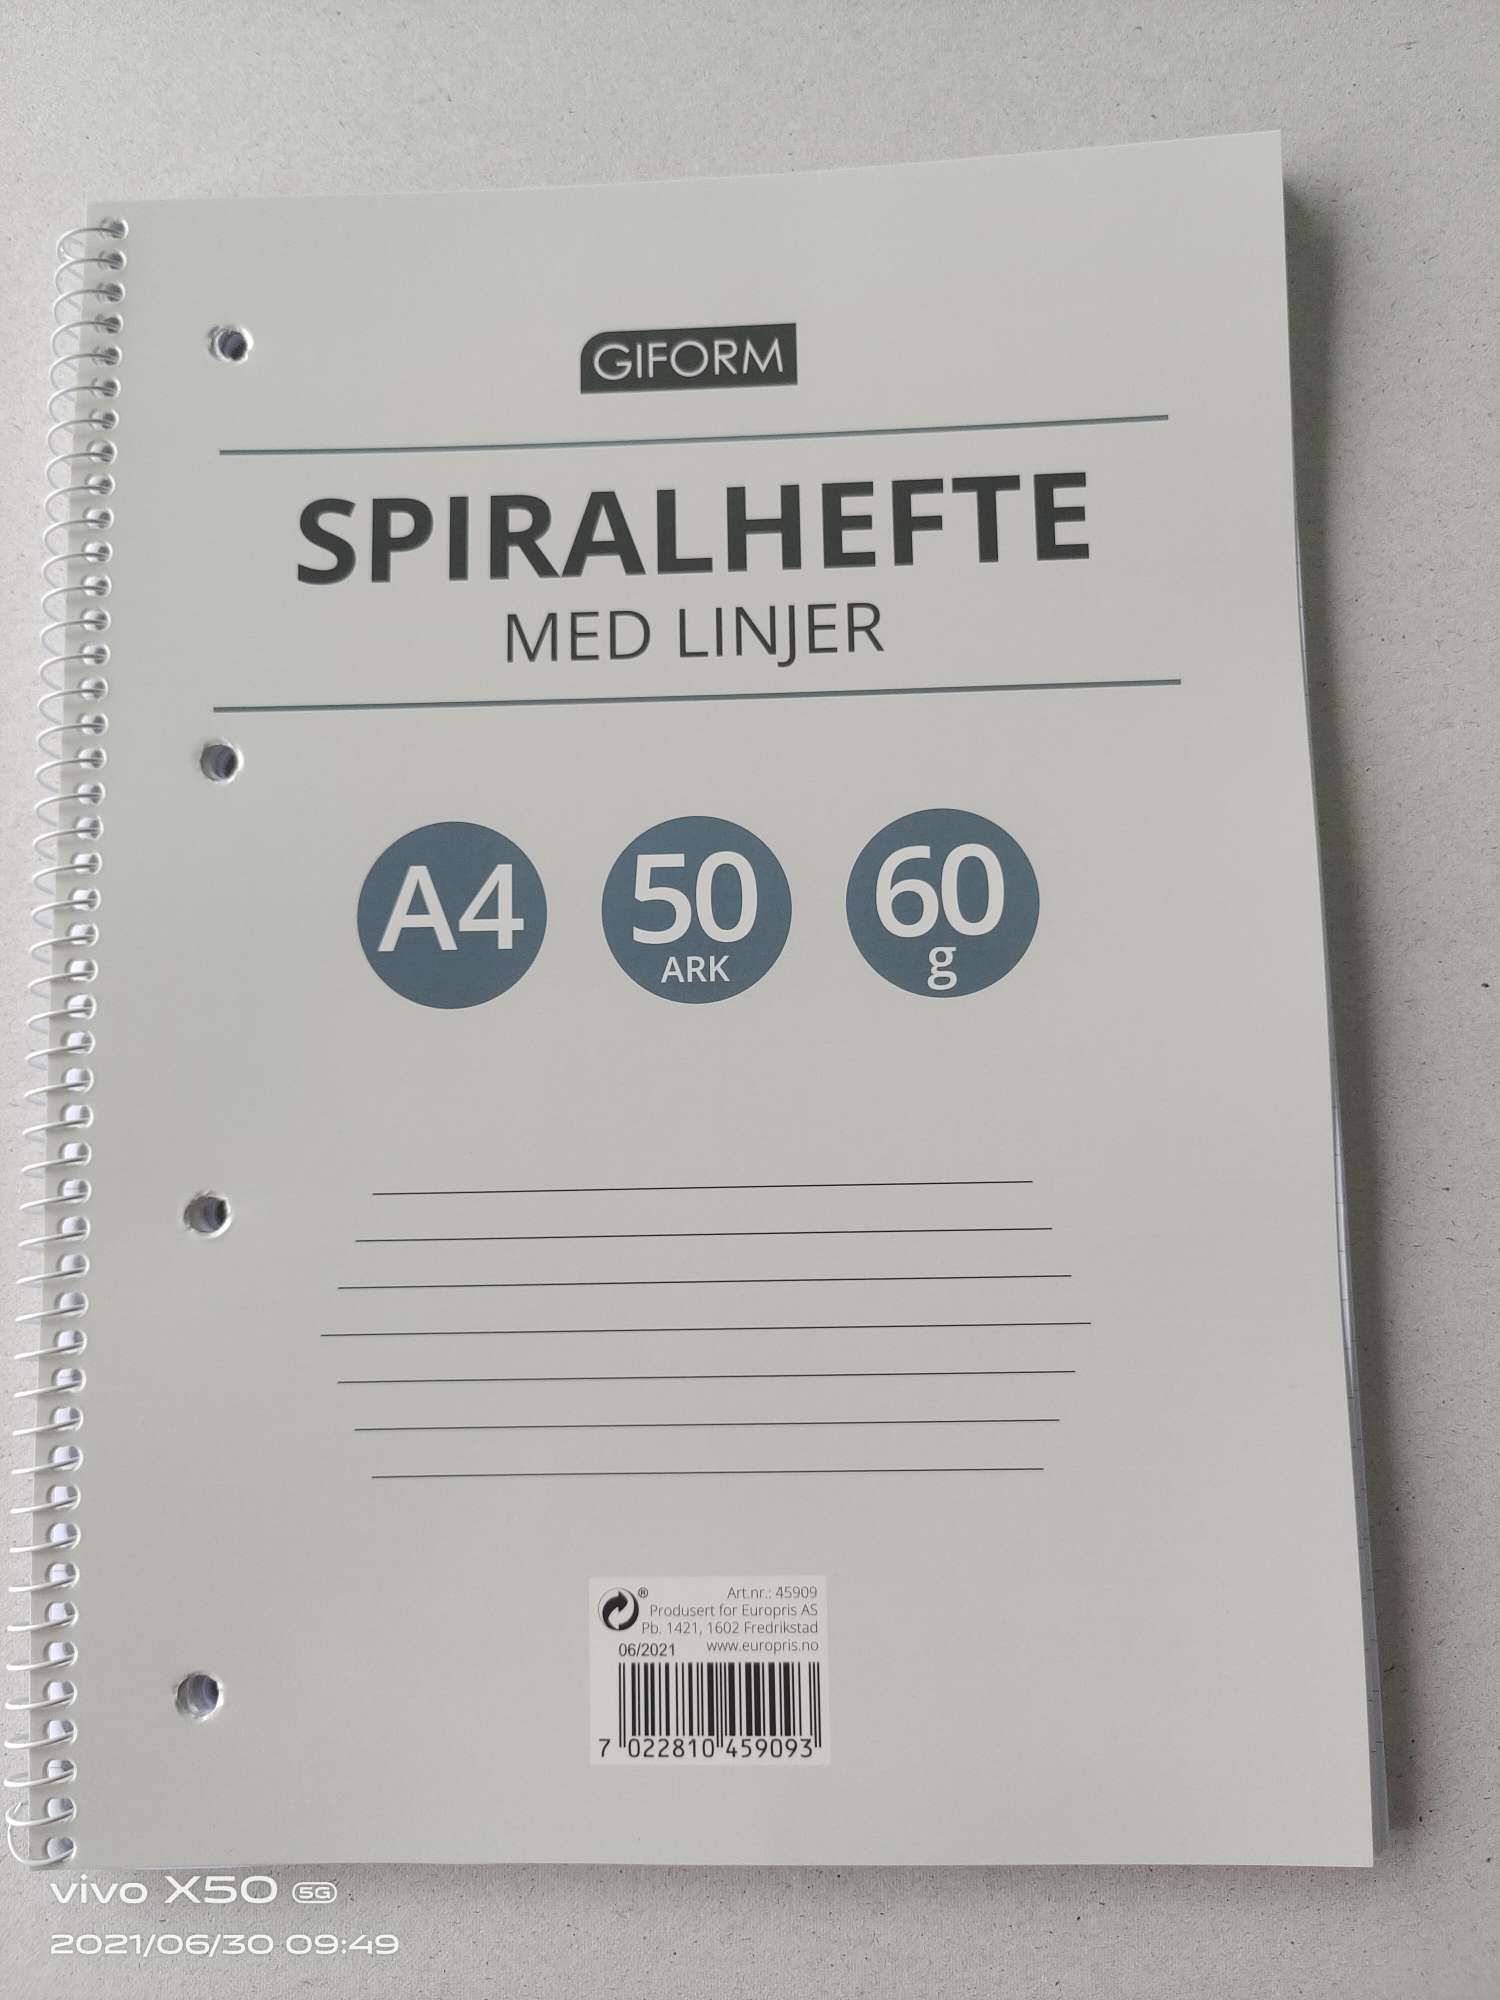 GIFORM
SPIRALHEFTE
MED LINJER
A4
50
ARK
60
g
®
Art.nr.: 45909
Produsert for Europris AS
Pb. 1421, 1602 Fredrikstad
06/2021 www.europris.no
7 022810 459093
vivo X50 5G
2021/06/30 09:49